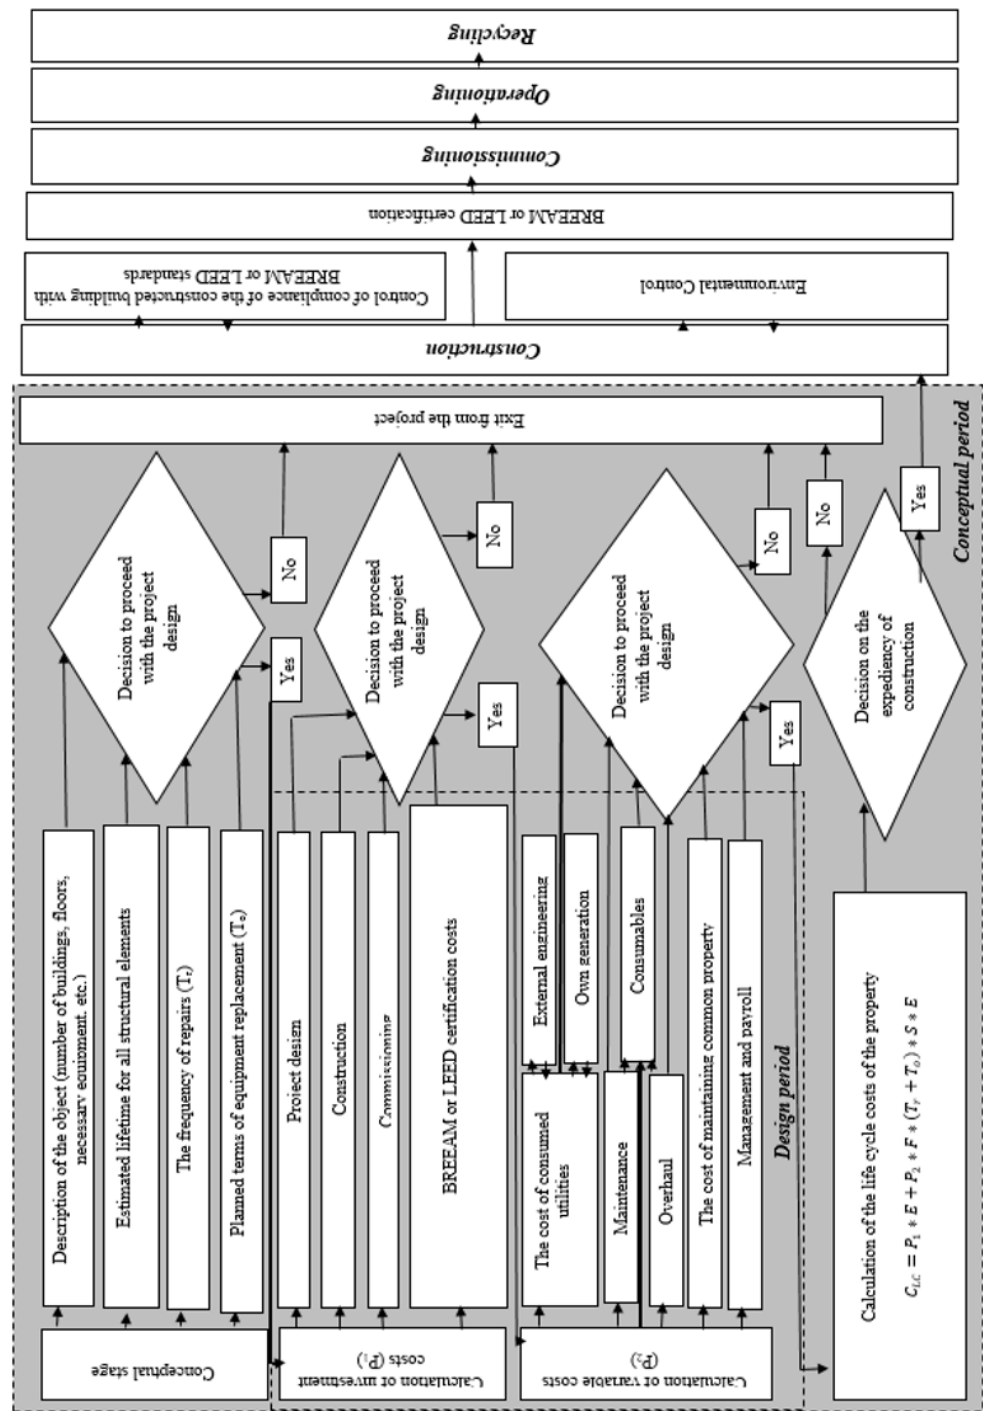 Conceptual stage
Description of the object (number of buildings, floors,
necessary equipment, etc.)
Estimated lifetime for all structural elements
The frequency of repairs (Tᵣ)
Planned terms of equipment replacement (Tₒ)
Decision to proceed
with the project
design
No
Yes
Calculation of investment
costs (P₁)
Project design
Construction
Commissioning
BREEAM or LEED certification costs
Decision to proceed
with the project
design
No
Yes
Calculation of variable costs
(P₂)
The cost of consumed
utilities
External engineering
Own generation
Maintenance
Consumables
Overhaul
The cost of maintaining common property
Management and payroll
Decision to proceed
with the project
design
No
Yes
Design period
Calculation of the life cycle costs of the property
C_LC = P₁ * E + P₂ * F * (Tᵣ + Tₒ) * S * E
Decision on the
expediency of
construction
No
Yes
Conceptual period
Exit from the project
Construction
Control of compliance of the constructed building with
BREEAM or LEED standards
Environmental Control
BREEAM or LEED certification
Commissioning
Operationing
Recycling